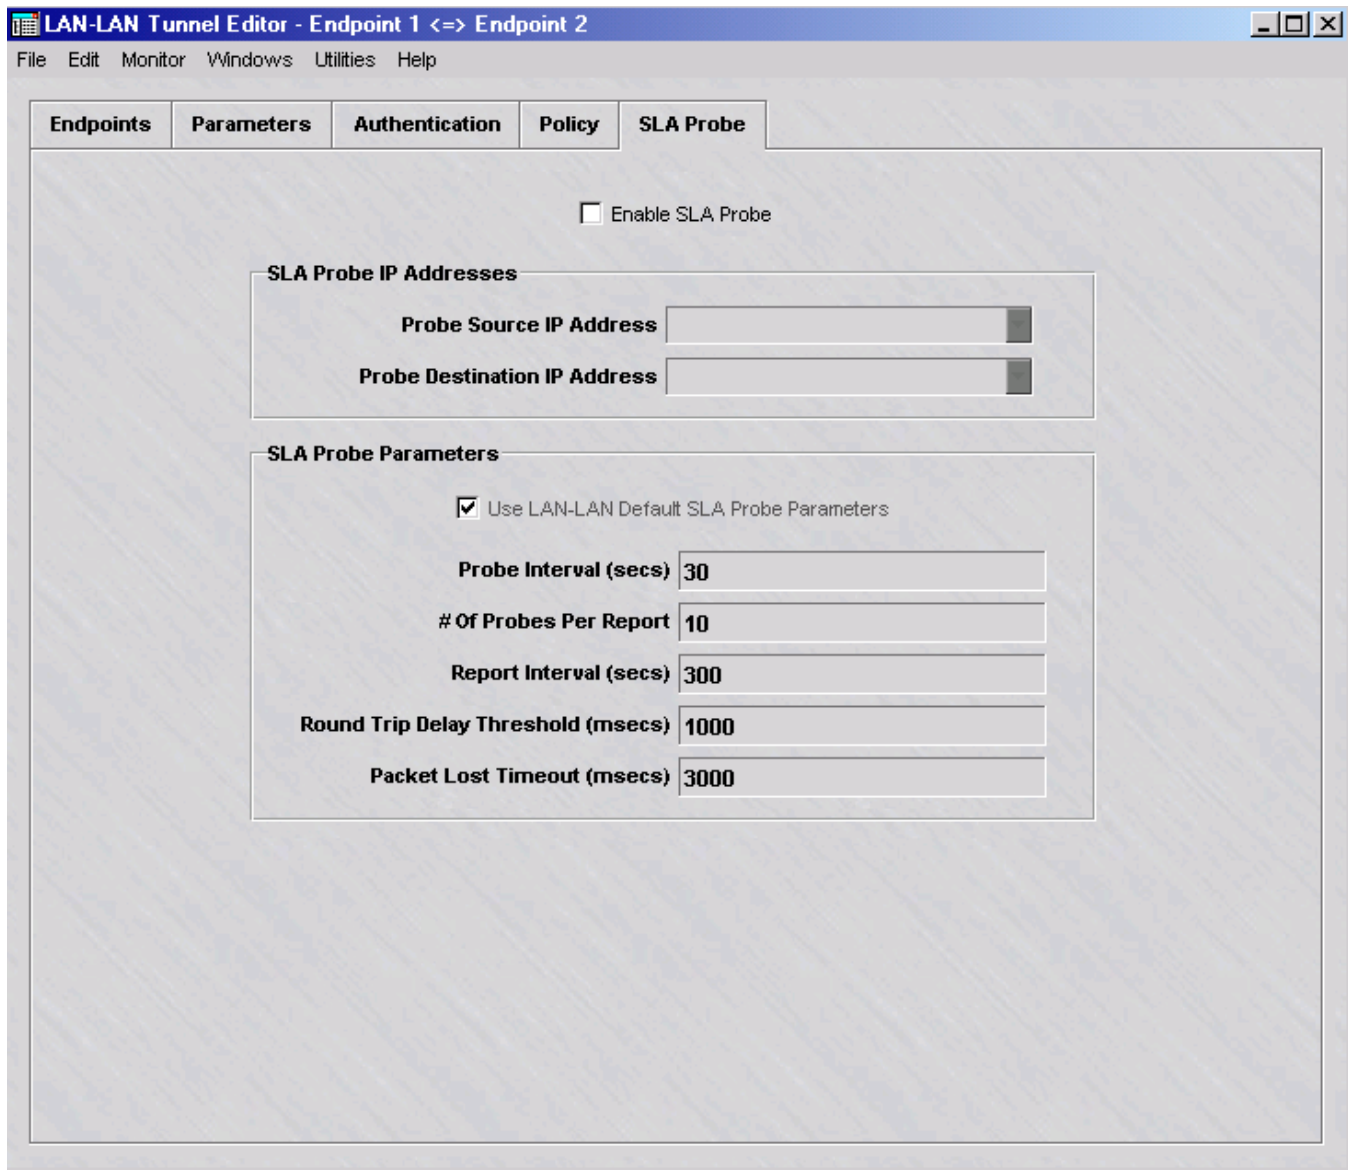 LAN-LAN Tunnel Editor - Endpoint 1 <=> Endpoint 2
File Edit Monitor Windows Utilities Help
Endpoints Parameters Authentication Policy SLA Probe
Enable SLA Probe
SLA Probe IP Addresses
Probe Source IP Address
Probe Destination IP Address
SLA Probe Parameters
Use LAN-LAN Default SLA Probe Parameters
Probe Interval (secs) 30
# Of Probes Per Report 10
Report Interval (secs) 300
Round Trip Delay Threshold (msecs) 1000
Packet Lost Timeout (msecs) 3000